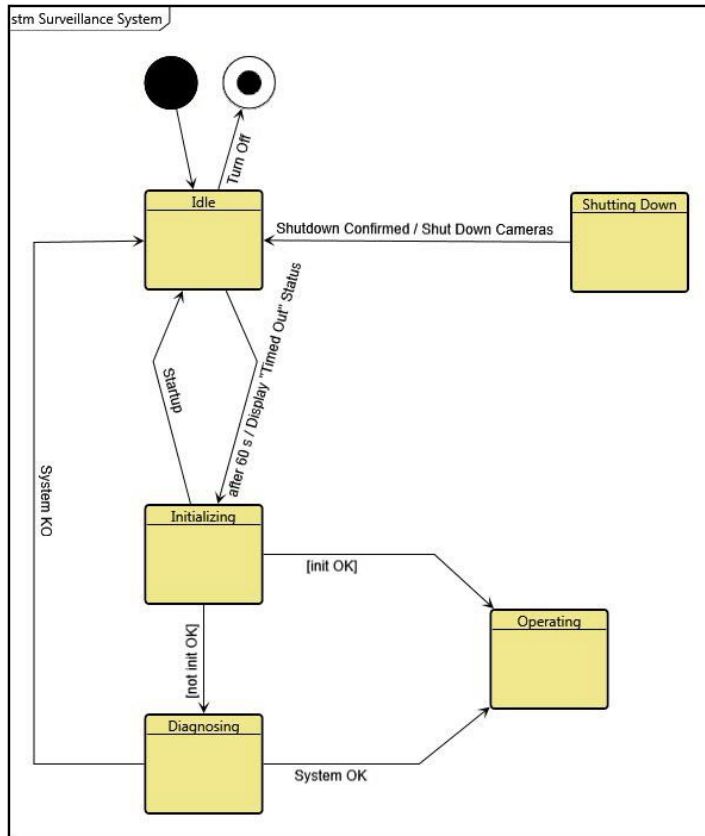 stm Surveillance System
Turn Off
Idle
Shutting Down
Shutdown Confirmed / Shut Down Cameras
Startup
after 60 s / Display "Timed Out" Status
System KO
Initializing
[init OK]
Operating
[not init OK]
Diagnosing
System OK